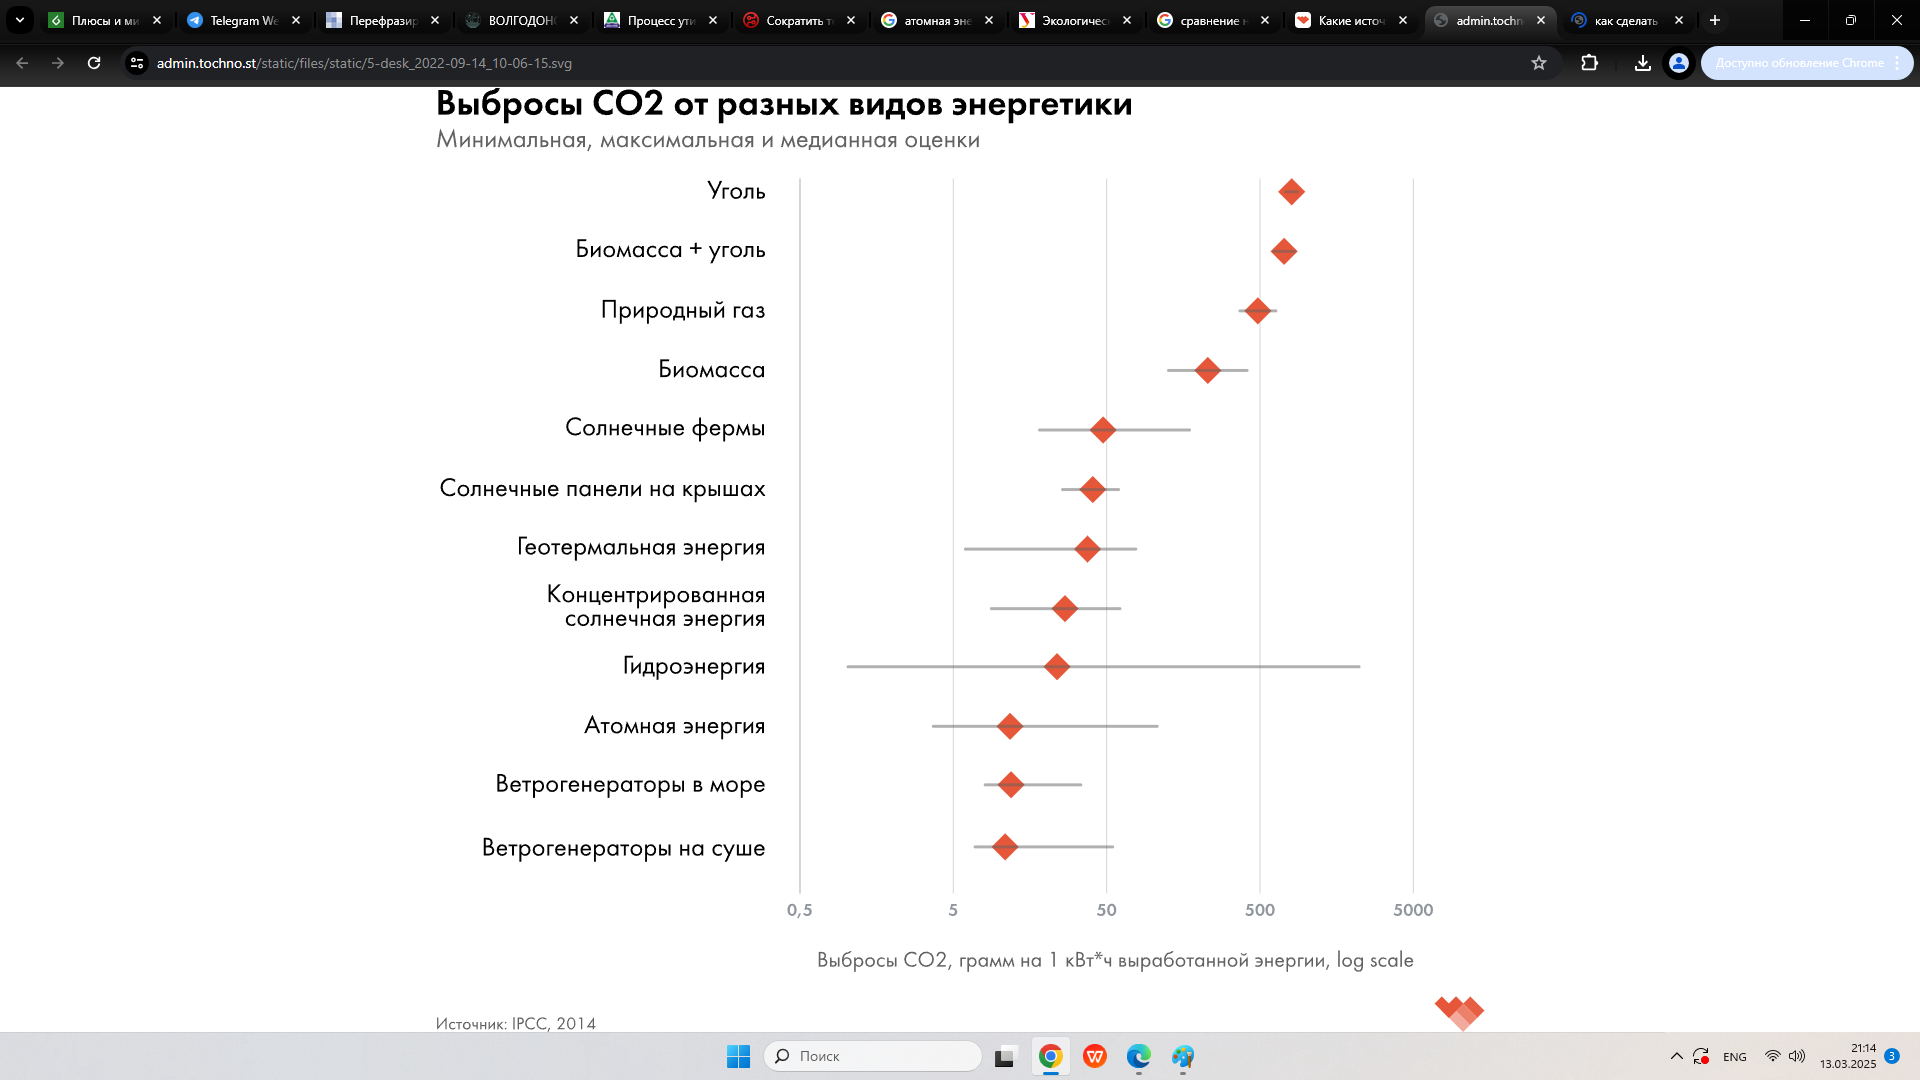 Плюсы и ми
Telegram We
Перефразир
ВОЛГОДОНС
Процесс ути
Сократить т
атомная эне
Экологичес
сравнение н
Какие источ
admin.tochn
как сделать
admin.tochno.st/static/files/static/5-desk_2022-09-14_10-06-15.svg
Доступно обновление Chrome
Выбросы CO2 от разных видов энергетики
Минимальная, максимальная и медианная оценки
Уголь
Биомасса + уголь
Природный газ
Биомасса
Солнечные фермы
Солнечные панели на крышах
Геотермальная энергия
Концентрированная
солнечная энергия
Гидроэнергия
Атомная энергия
Ветрогенераторы в море
Ветрогенераторы на суше
0,5 5 50 500 5000
Выбросы CO2, грамм на 1 кВт*ч выработанной энергии, log scale
Источник: IPCC, 2014
Поиск
ENG
21:14
13.03.2025
3